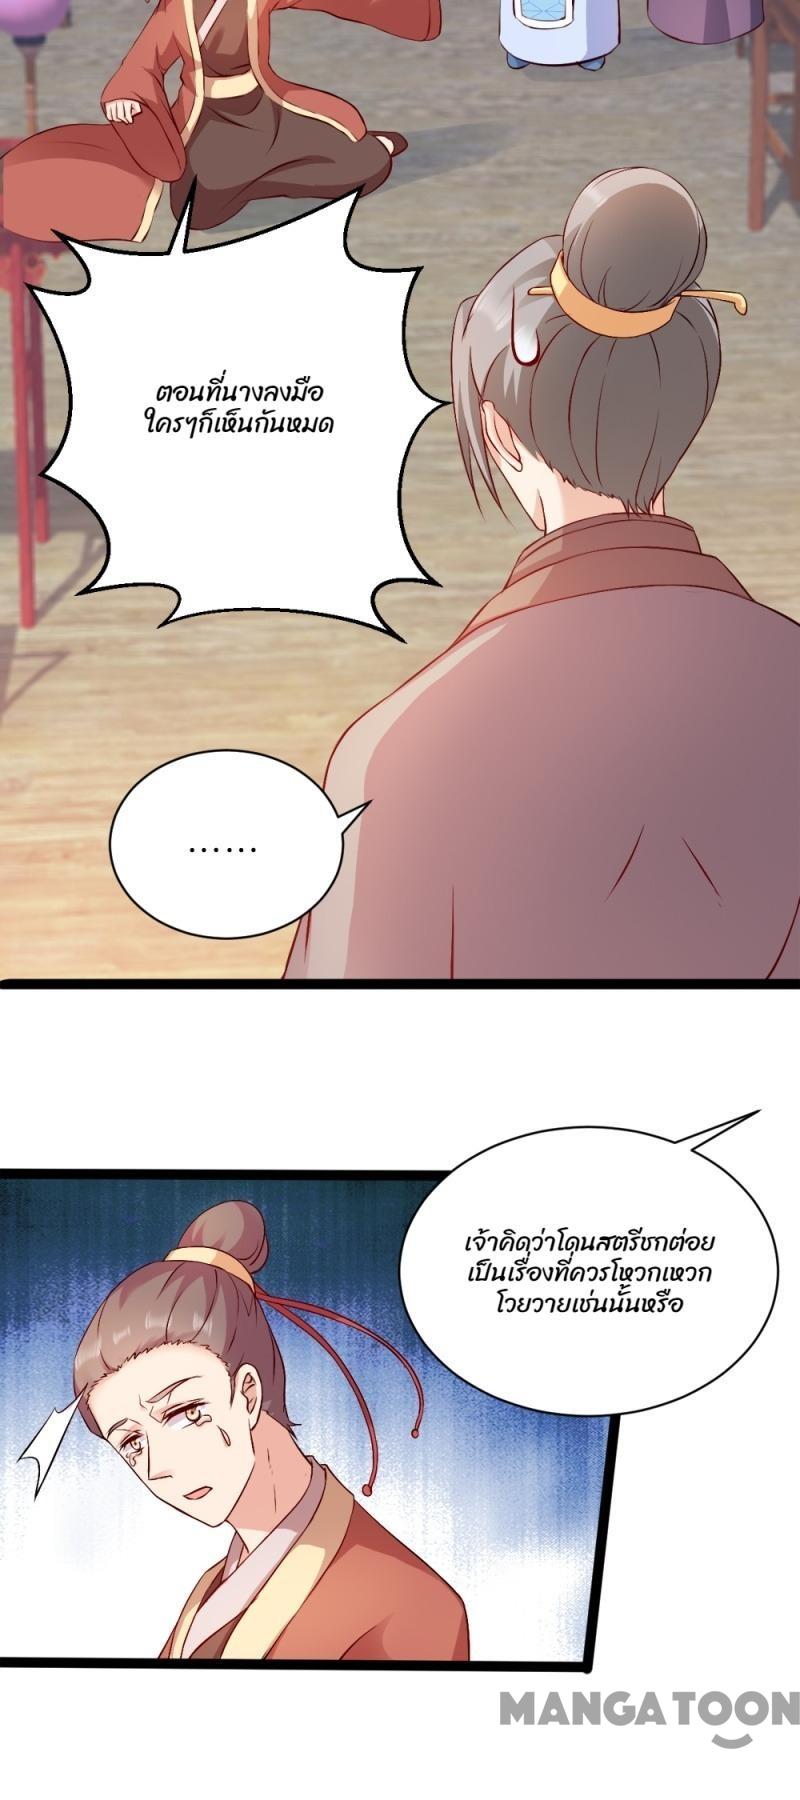 ตอนที่นางลงมือ
ใครๆก็เห็นกันหมด
......
เจ้าคิดว่าโดนสตรีชกต่อย
เป็นเรื่องที่ควรโหวกเหวก
โวยวายเช่นนั้นหรือ
MANGATOON